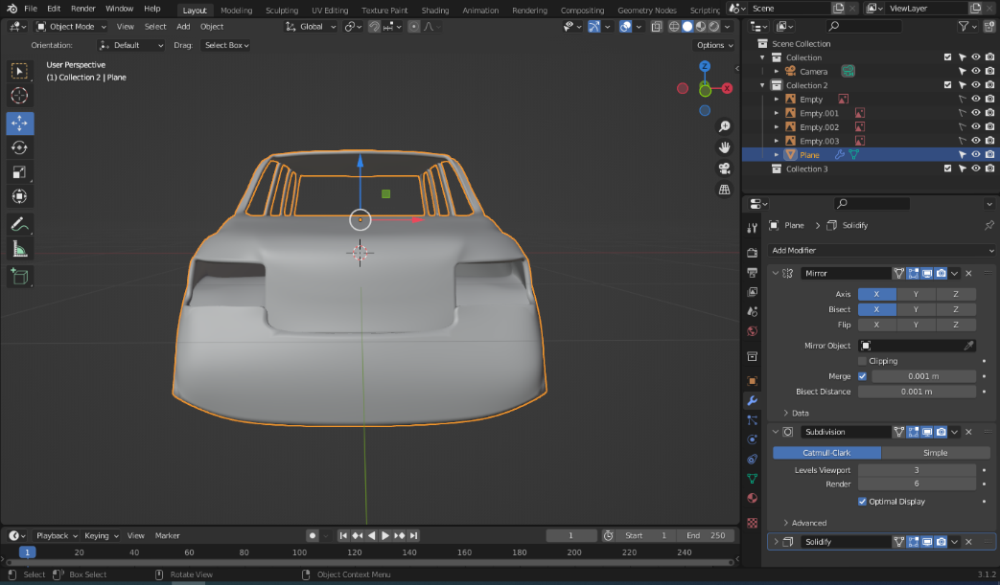 File Edit Render Window Help Layout Modeling Sculpting UV Editing Texture Paint Shading Animation Rendering Compositing Geometry Nodes Scripting Scene ViewLayer
Object Mode View Select Add Object Global
Orientation: Default Drag: Select Box Options
User Perspective
(1) Collection 2 | Plane
Z
X
Scene Collection
Collection
Camera
Collection 2
Empty
Empty.001
Empty.002
Empty.003
Plane
Collection 3
Plane Solidify
Add Modifier
Mirror
Axis X Y Z
Bisect X Y Z
Flip X Y Z
Mirror Object
Clipping
Merge 0.001 m
Bisect Distance 0.001 m
Data
Subdivision
Catmull-Clark Simple
Levels Viewport 3
Render 6
Optimal Display
Advanced
Solidify
Playback Keying View Marker 1 Start 1 End 250
1 20 40 60 80 100 120 140 160 180 200 220 240
Select Box Select Rotate View Object Context Menu 3.1.2